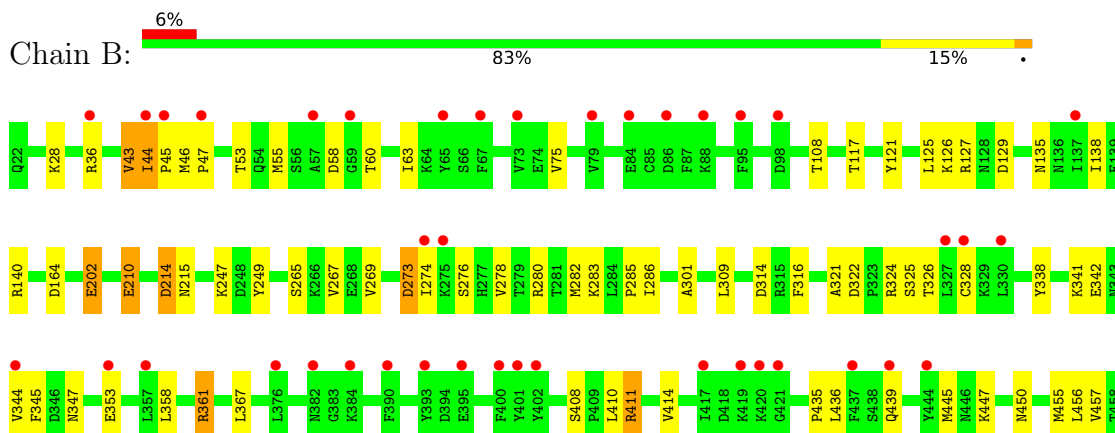 6%
Chain B:
83% 15% •
Q22 K28 R36 V43 I44 P45 M46 P47 T53 Q54 M55 S56 A57 D58 G59 T60 I63 K64 Y65 S66 F67 V73 E74 V75 V79 E84 C85 D86 F87 K88 F95 D98 T108 T117 Y121 L125 K126 R127 N128 D129 N135 N136 I137 I138 E139
R140 D164 E202 E210 D214 N215 K247 D248 Y249 S265 K266 V267 E268 V269 D273 I274 K275 S276 H277 V278 T279 R280 T281 M282 K283 L284 P285 I286 A301 L309 D314 R315 F316 A321 D322 P323 R324 S325 T326 L327 C328 K329 L330 Y338 K341 E342 N343
V344 F345 D346 N347 E353 L357 L358 R361 L367 L376 N382 G383 K384 F390 Y393 D394 E395 F400 Y401 Y402 S408 P409 L410 R411 V414 I417 D418 K419 K420 G421 P435 L436 F437 S438 Q439 Y444 M445 N446 K447 N450 M455 L456 V457 T458